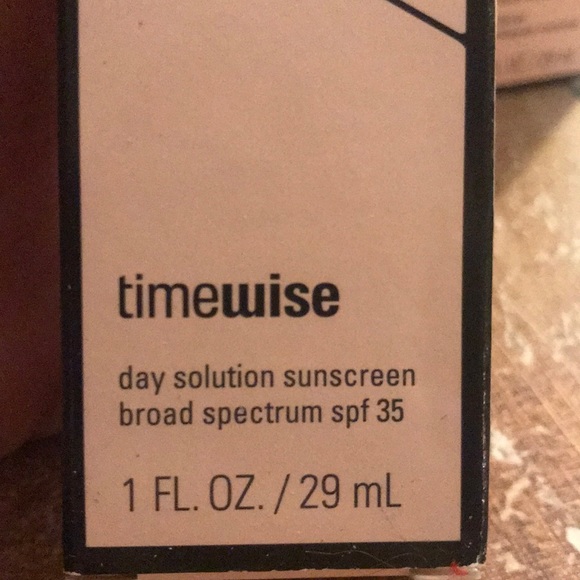 timewise
day solution sunscreen
broad spectrum spf 35
1 FL. OZ. / 29 mL